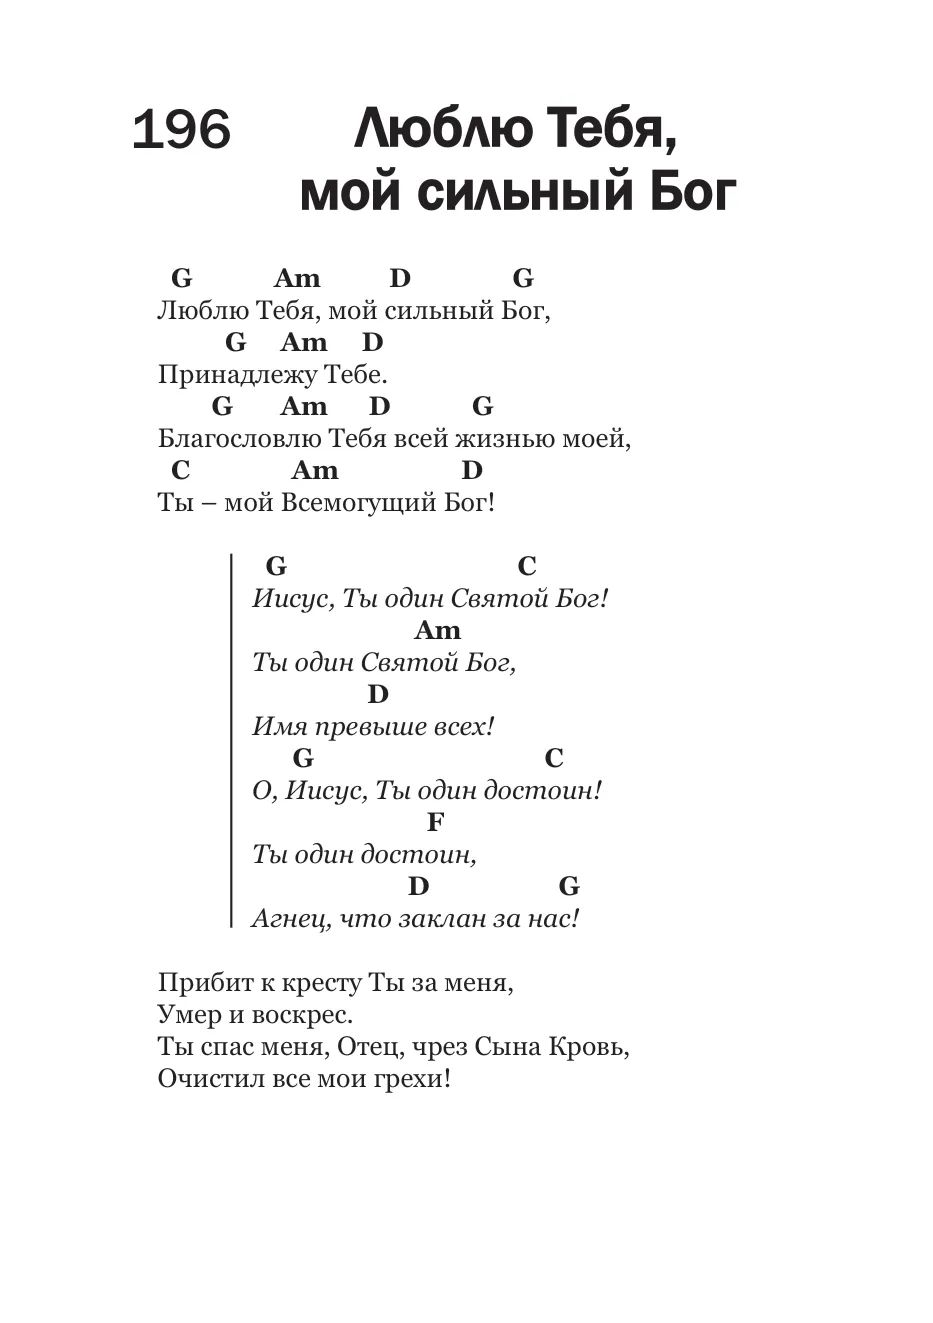 196
Люблю Тебя,
мой сильный Бог
G Am D G
Люблю Тебя, мой сильный Бог,
G Am D
Принадлежу Тебе.
G Am D G
Благословлю Тебя всей жизнью моей,
C Am D
Ты – мой Всемогущий Бог!
G C
Иисус, Ты один Святой Бог!
Am
Ты один Святой Бог,
D
Имя превыше всех!
G C
О, Иисус, Ты один достоин!
F
Ты один достоин,
D G
Агнец, что заклан за нас!
Прибит к кресту Ты за меня,
Умер и воскрес.
Ты спас меня, Отец, чрез Сына Кровь,
Очистил все мои грехи!